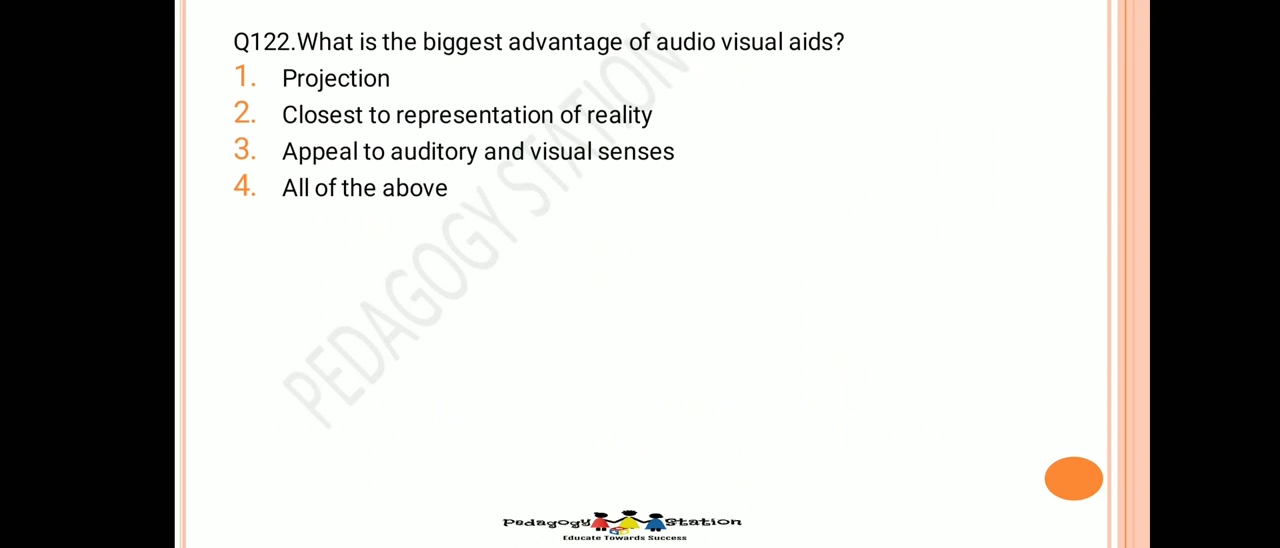 Q122.What is the biggest advantage of audio visual aids?
1. Projection
2. Closest to representation of reality
3. Appeal to auditory and visual senses
4. All of the above
PEDAGOGY STATION
Pedagogy Station
Educate Towards Success